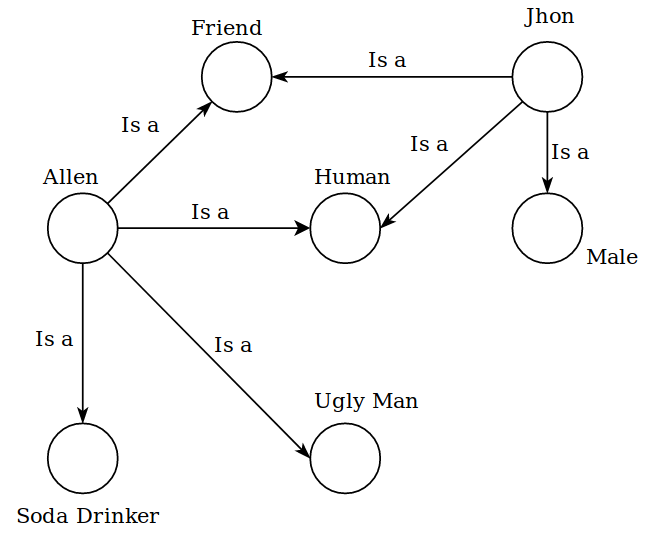 Jhon
Friend
Is a
Is a
Is a
Is a
Allen
Human
Is a
Male
Is a
Is a
Ugly Man
Soda Drinker